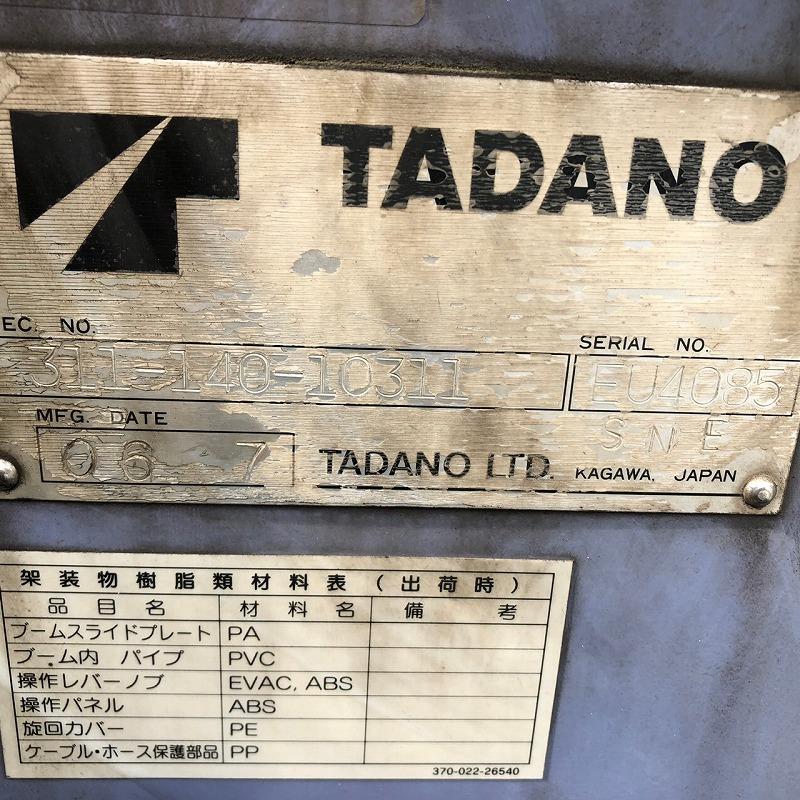 TADANO
EC. NO.
SERIAL NO.
311-140-10311
EU4085
MFG. DATE
SNE
06 7
TADANO LTD. KAGAWA, JAPAN
架装物樹脂類材料表(出荷時)
品目名 材料名 備考
ブームスライドプレート PA
ブーム内 パイプ PVC
操作レバーノブ EVAC, ABS
操作パネル ABS
旋回カバー PE
ケーブル・ホース保護部品 PP
370-022-26540